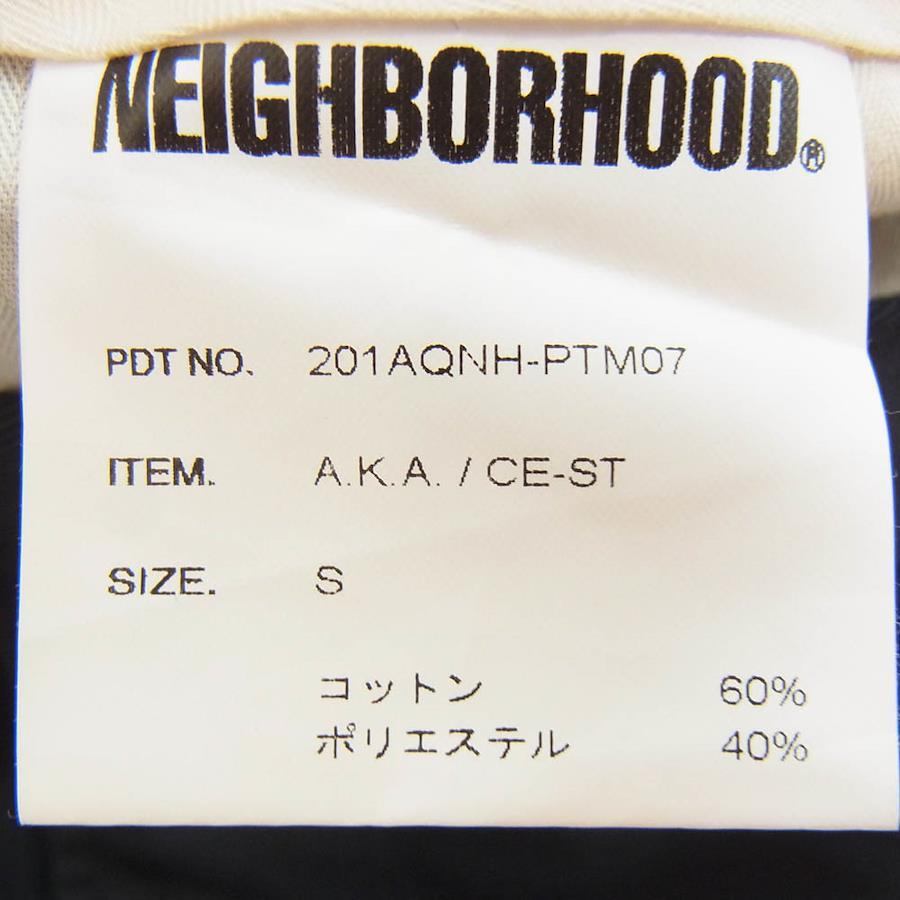 NEIGHBORHOOD®
PDT NO. 201AQNH-PTM07
ITEM. A.K.A. / CE-ST
SIZE. S
コットン 60%
ポリエステル 40%